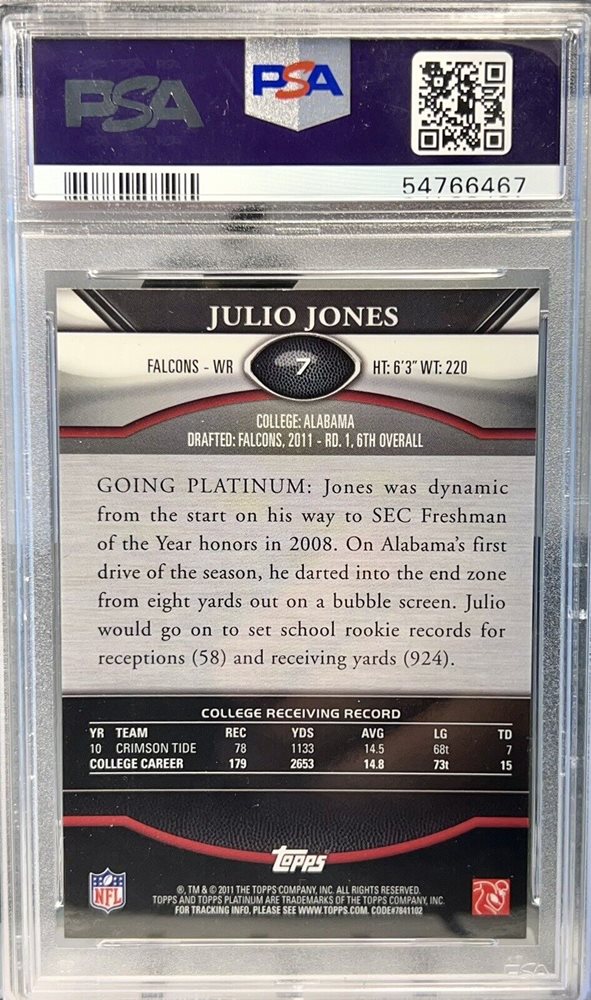 PSA
PSA
54766467
JULIO JONES
FALCONS - WR
7
HT: 6'3" WT: 220
COLLEGE: ALABAMA
DRAFTED: FALCONS, 2011 - RD. 1, 6TH OVERALL
GOING PLATINUM: Jones was dynamic
from the start on his way to SEC Freshman
of the Year honors in 2008. On Alabama's first
drive of the season, he darted into the end zone
from eight yards out on a bubble screen. Julio
would go on to set school rookie records for
receptions (58) and receiving yards (924).
COLLEGE RECEIVING RECORD
YR TEAM REC YDS AVG LG TD
10 CRIMSON TIDE 78 1133 14.5 68t 7
COLLEGE CAREER 179 2653 14.8 73t 15
Topps
NFL
®, TM & © 2011 THE TOPPS COMPANY, INC. ALL RIGHTS RESERVED.
TOPPS AND TOPPS PLATINUM ARE TRADEMARKS OF THE TOPPS COMPANY, INC.
FOR TRACKING INFO, PLEASE SEE WWW.TOPPS.COM. CODE#7841102
PSA